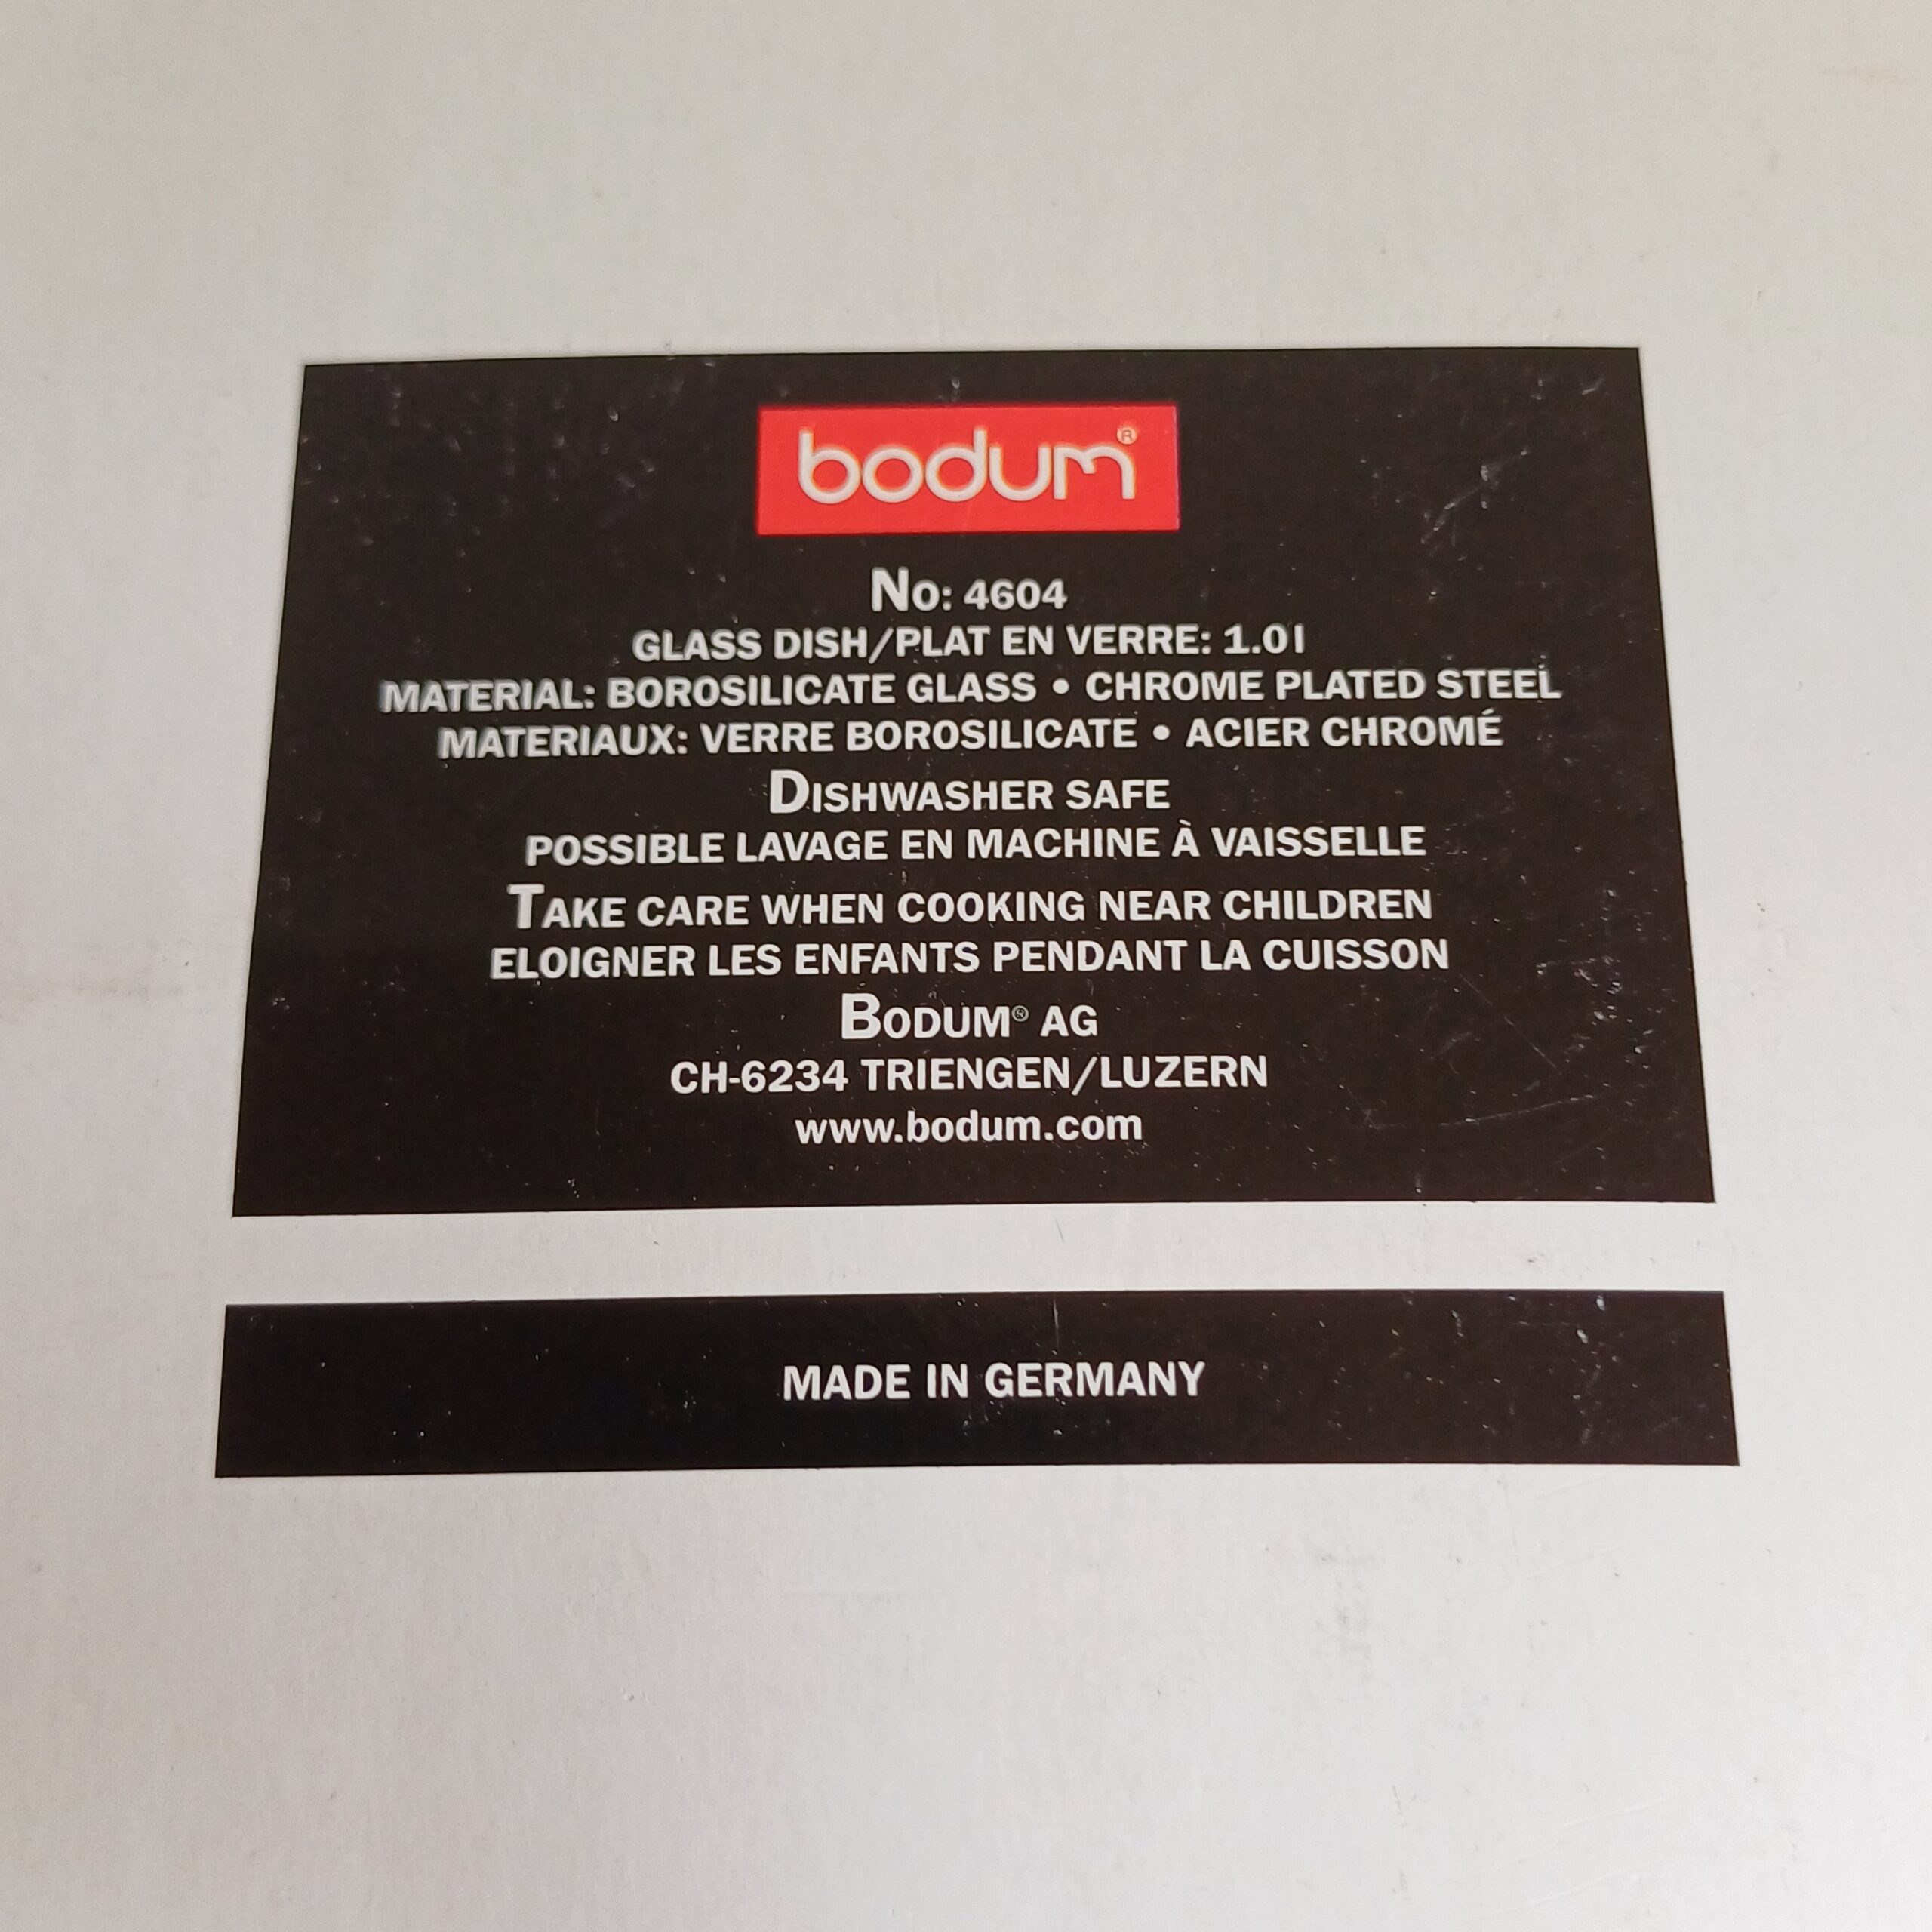 bodum®
No: 4604
GLASS DISH/PLAT EN VERRE: 1.0l
MATERIAL: BOROSILICATE GLASS • CHROME PLATED STEEL
MATERIAUX: VERRE BOROSILICATE • ACIER CHROMÉ
DISHWASHER SAFE
POSSIBLE LAVAGE EN MACHINE À VAISSELLE
TAKE CARE WHEN COOKING NEAR CHILDREN
ELOIGNER LES ENFANTS PENDANT LA CUISSON
BODUM® AG
CH-6234 TRIENGEN/LUZERN
www.bodum.com
MADE IN GERMANY